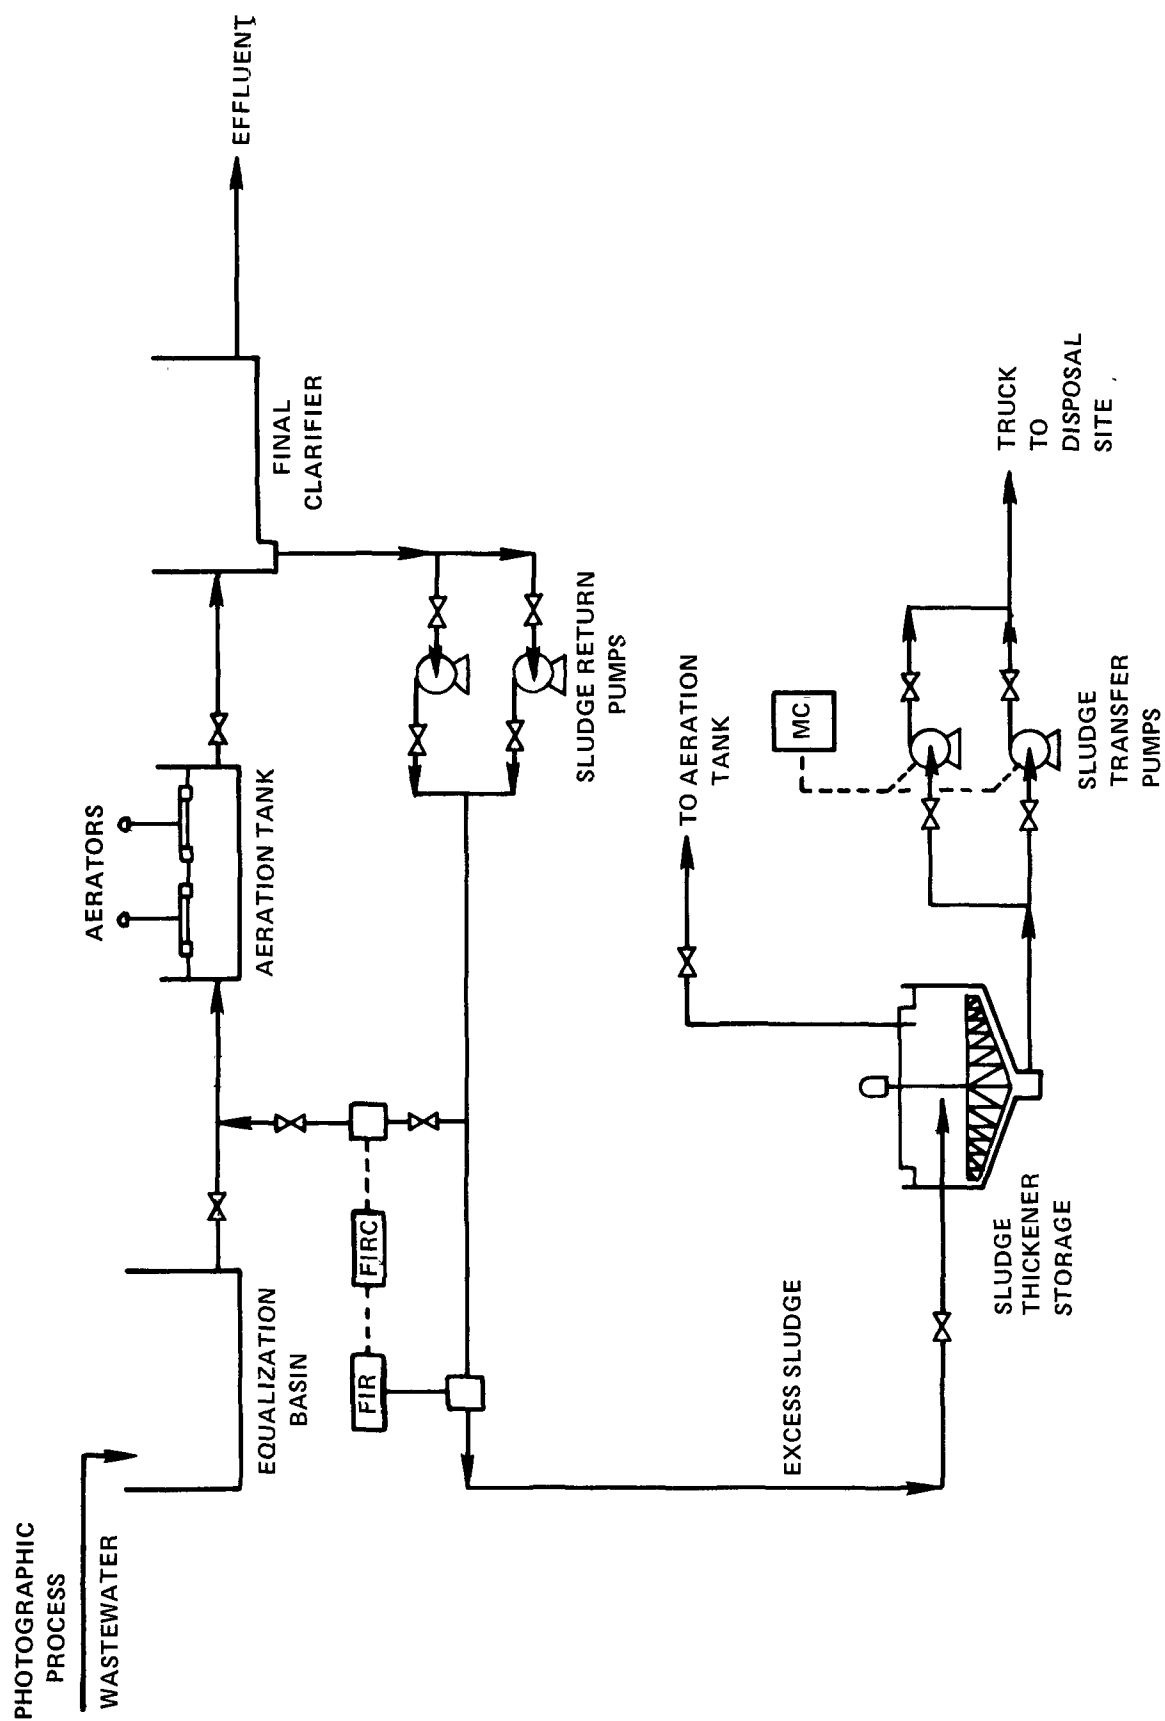 PHOTOGRAPHIC
PROCESS
WASTEWATER
EQUALIZATION
BASIN
AERATORS
AERATION TANK
FINAL
CLARIFIER
EFFLUENT
FIR
FIRC
SLUDGE RETURN
PUMPS
EXCESS SLUDGE
TO AERATION
TANK
MC
SLUDGE
THICKENER
STORAGE
SLUDGE
TRANSFER
PUMPS
TRUCK
TO
DISPOSAL
SITE